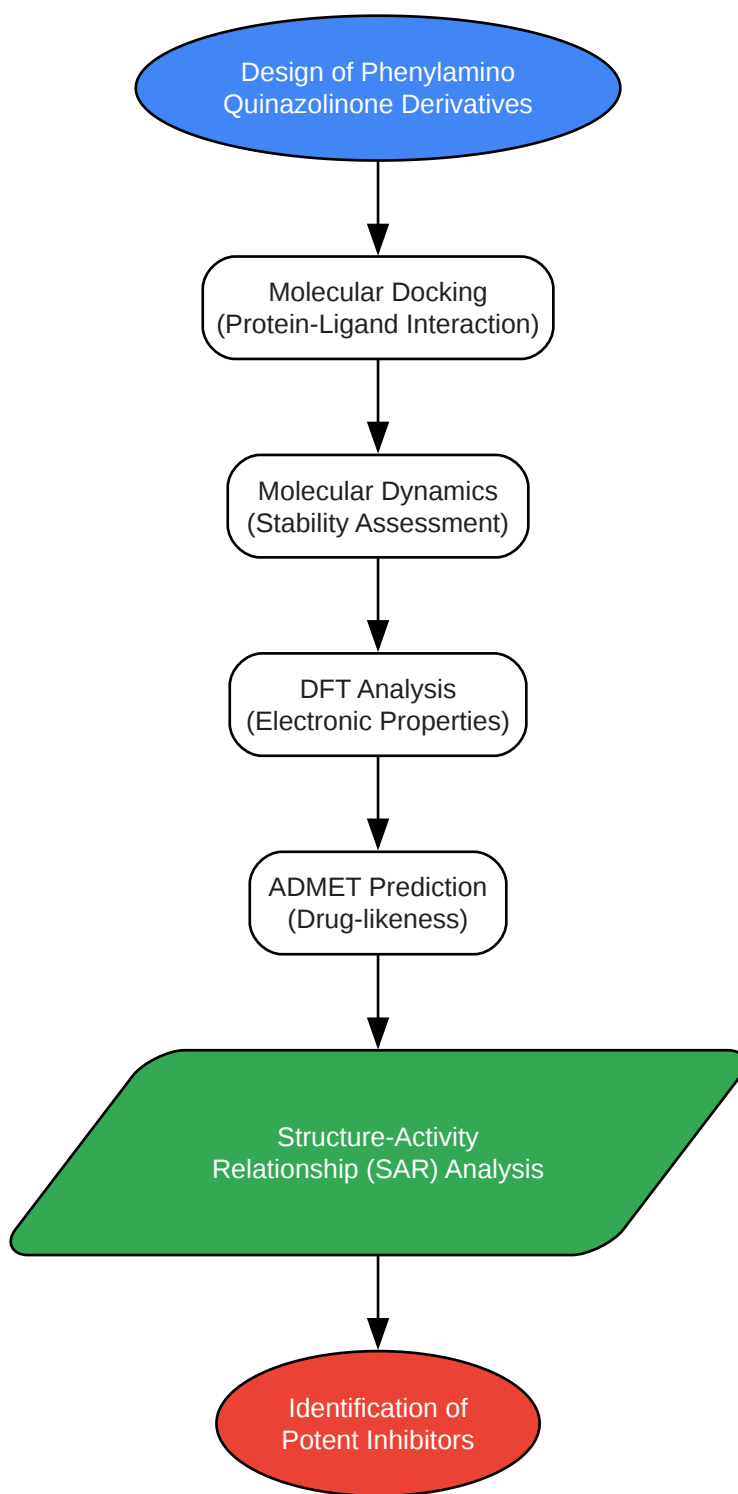 Design of Phenylamino
Quinazolinone Derivatives
Molecular Docking
(Protein-Ligand Interaction)
Molecular Dynamics
(Stability Assessment)
DFT Analysis
(Electronic Properties)
ADMET Prediction
(Drug-likeness)
Structure-Activity
Relationship (SAR) Analysis
Identification of
Potent Inhibitors